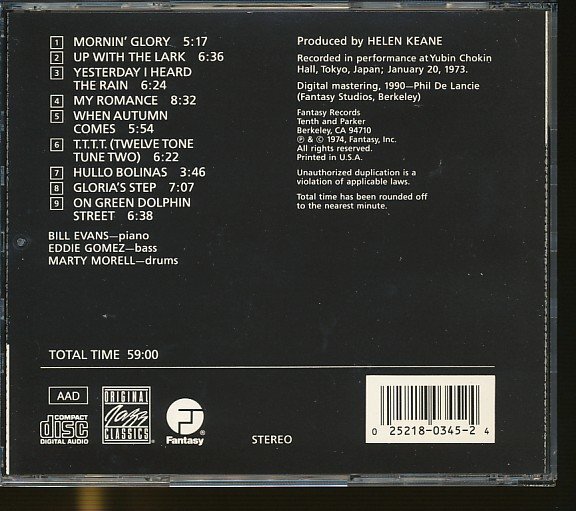 1 MORNIN' GLORY 5:17
2 UP WITH THE LARK 6:36
3 YESTERDAY I HEARD
THE RAIN 6:24
4 MY ROMANCE 8:32
5 WHEN AUTUMN
COMES 5:54
6 T.T.T.T. (TWELVE TONE
TUNE TWO) 6:22
7 HULLO BOLINAS 3:46
8 GLORIA'S STEP 7:07
9 ON GREEN DOLPHIN
STREET 6:38
BILL EVANS—piano
EDDIE GOMEZ—bass
MARTY MORELL—drums
TOTAL TIME 59:00
Produced by HELEN KEANE
Recorded in performance at Yubin Chokin
Hall, Tokyo, Japan; January 20, 1973.
Digital mastering, 1990—Phil De Lancie
(Fantasy Studios, Berkeley)
Fantasy Records
Tenth and Parker
Berkeley, CA 94710
℗ & © 1974, Fantasy, Inc.
All rights reserved.
Printed in U.S.A.
Unauthorized duplication is a
violation of applicable laws.
Total time has been rounded off
to the nearest minute.
AAD
COMPACT
disc
DIGITAL AUDIO
ORIGINAL
Jazz
CLASSICS
Fantasy®
STEREO
0 25218-0345-2 4